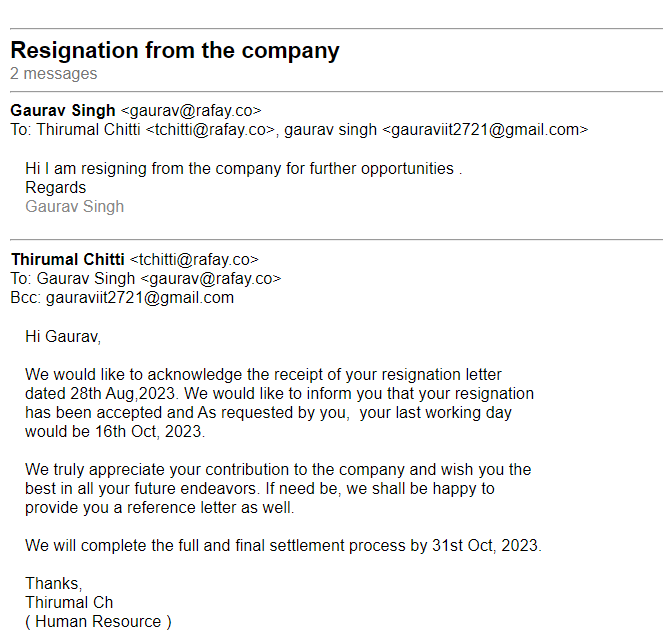 Resignation from the company
2 messages
Gaurav Singh <gaurav@rafay.co>
To: Thirumal Chitti <tchitti@rafay.co>, gaurav singh <gauraviit2721@gmail.com>
Hi I am resigning from the company for further opportunities .
Regards
Gaurav Singh
Thirumal Chitti <tchitti@rafay.co>
To: Gaurav Singh <gaurav@rafay.co>
Bcc: gauraviit2721@gmail.com
Hi Gaurav,
We would like to acknowledge the receipt of your resignation letter
dated 28th Aug,2023. We would like to inform you that your resignation
has been accepted and As requested by you,  your last working day
would be 16th Oct, 2023.
We truly appreciate your contribution to the company and wish you the
best in all your future endeavors. If need be, we shall be happy to
provide you a reference letter as well.
We will complete the full and final settlement process by 31st Oct, 2023.
Thanks,
Thirumal Ch
( Human Resource )